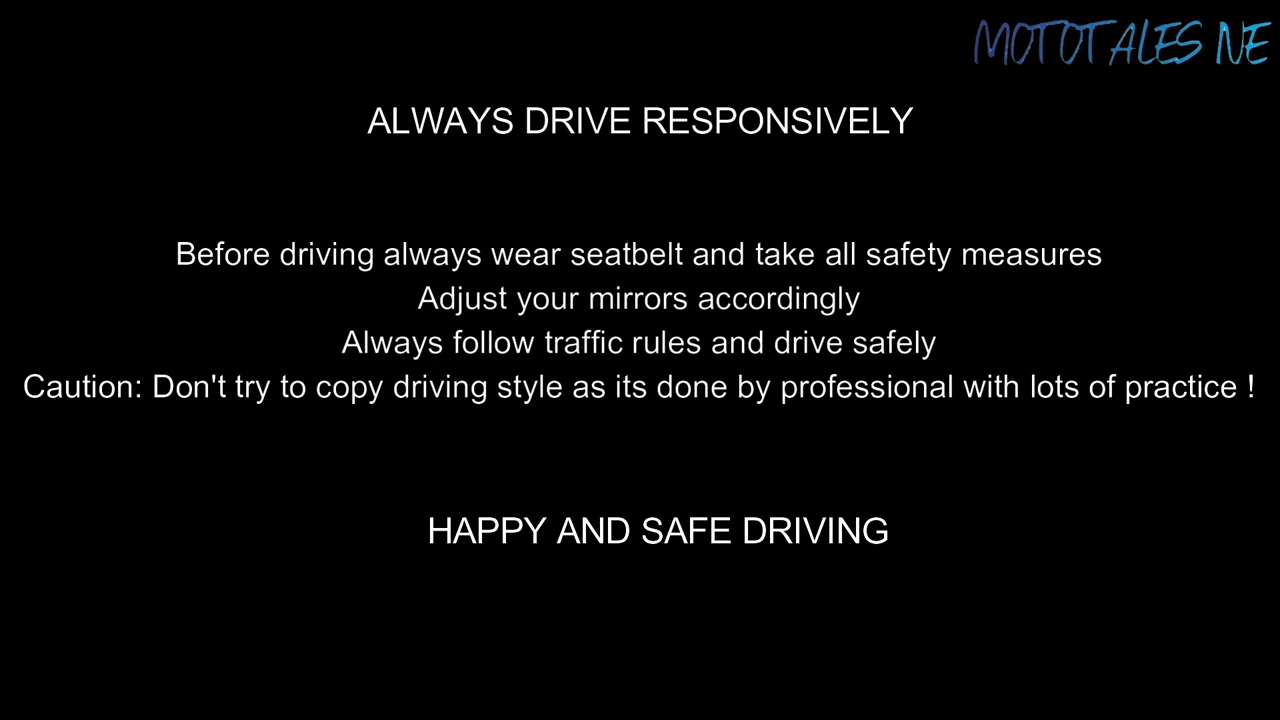 MOTOTALES NE
ALWAYS DRIVE RESPONSIVELY
Before driving always wear seatbelt and take all safety measures
Adjust your mirrors accordingly
Always follow traffic rules and drive safely
Caution: Don't try to copy driving style as its done by professional with lots of practice !
HAPPY AND SAFE DRIVING